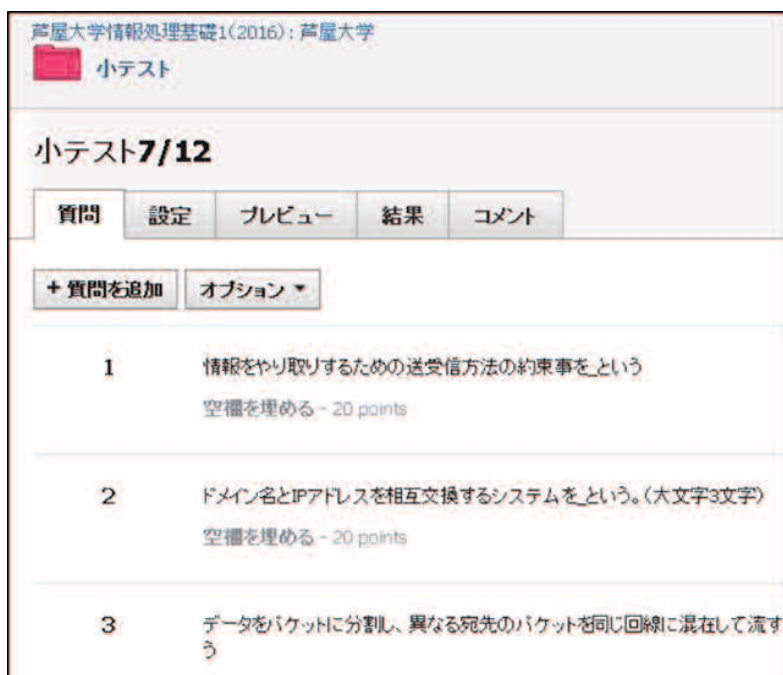 芦屋大学情報処理基礎1(2016) : 芦屋大学
小テスト
小テスト7/12
質問 設定 プレビュー 結果 コメント
+ 質問を追加 オプション
1 情報をやり取りするための送受信方法の約束事を_という
空欄を埋める - 20 points
2 ドメイン名とIPアドレスを相互交換するシステムを_という。(大文字3文字)
空欄を埋める - 20 points
3 データをパケットに分割し、異なる宛先のパケットを同じ回線に混在して流す
う